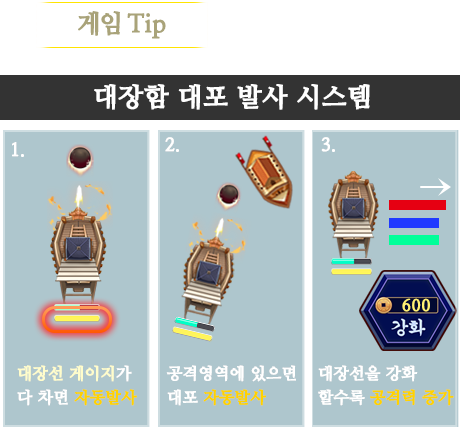 게임 Tip
대장함 대포 발사 시스템
1.
2.
3.
600
강화
대장선 게이지가
다 차면 자동발사
공격영역에 있으면
대포 자동발사
대장선을 강화
할수록 공격력 증가